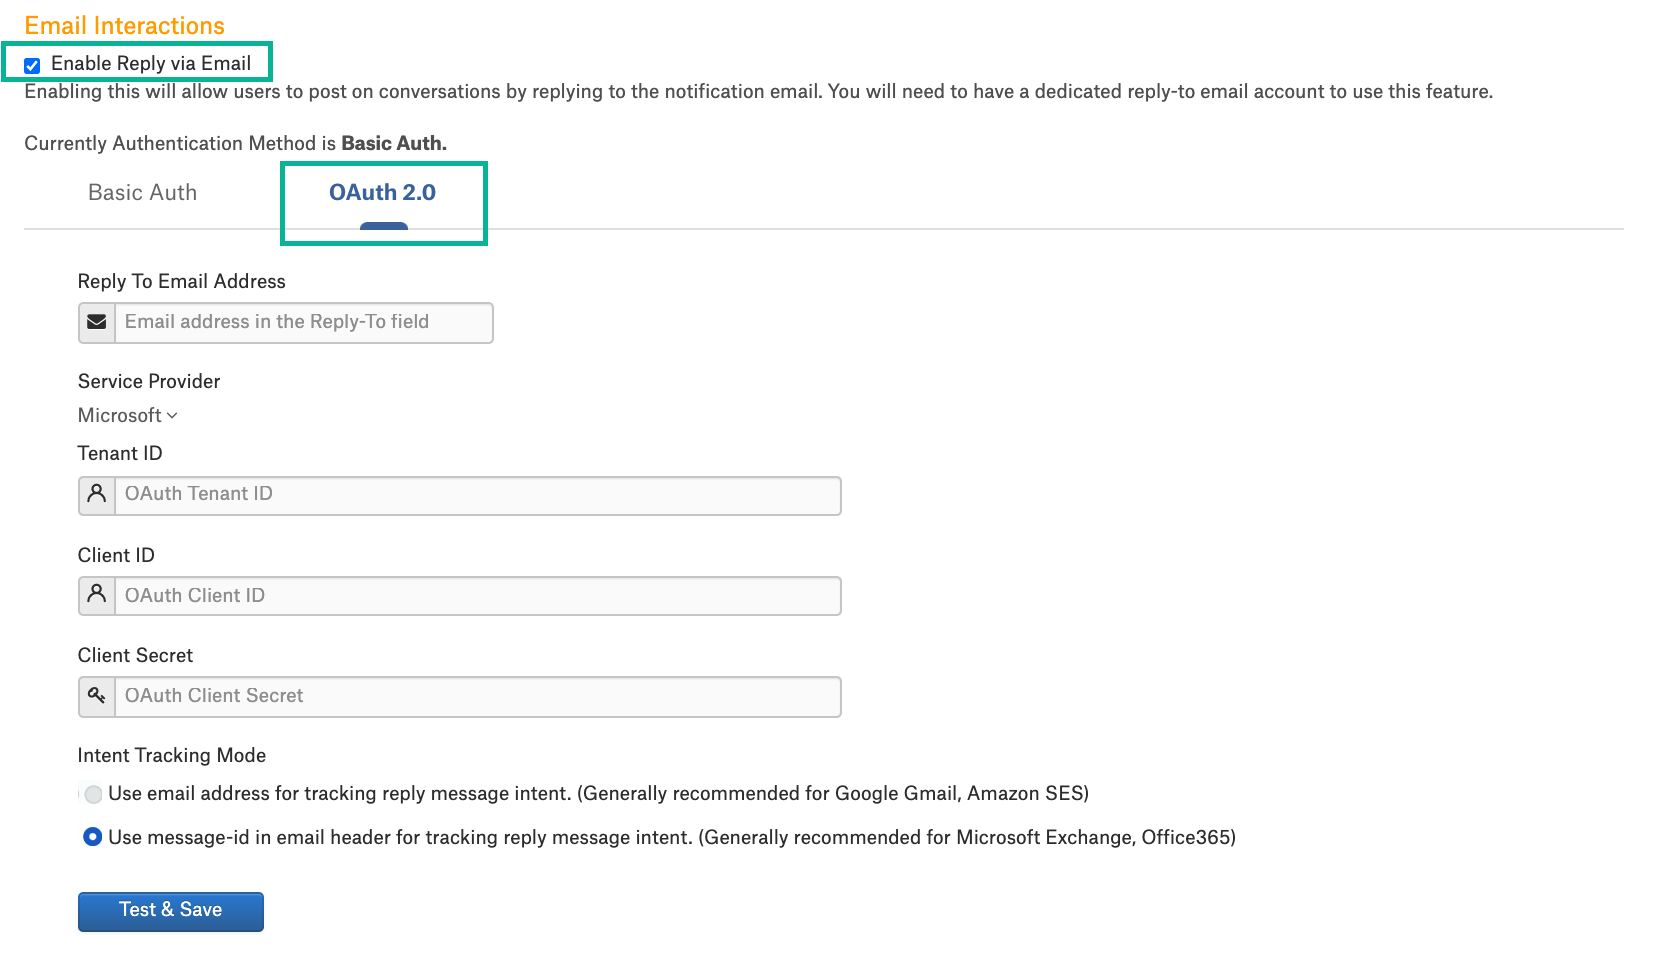 Email Interactions
Enable Reply via Email
Enabling this will allow users to post on conversations by replying to the notification email. You will need to have a dedicated reply-to email account to use this feature.
Currently Authentication Method is Basic Auth.
Basic Auth OAuth 2.0
Reply To Email Address
Email address in the Reply-To field
Service Provider
Microsoft
Tenant ID
OAuth Tenant ID
Client ID
OAuth Client ID
Client Secret
OAuth Client Secret
Intent Tracking Mode
Use email address for tracking reply message intent. (Generally recommended for Google Gmail, Amazon SES)
Use message-id in email header for tracking reply message intent. (Generally recommended for Microsoft Exchange, Office365)
Test & Save